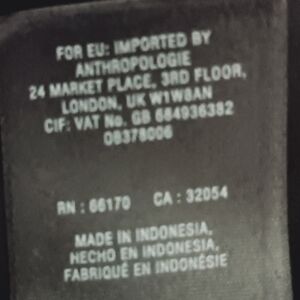 FOR EU: IMPORTED BY
ANTHROPOLOGIE
24 MARKET PLACE, 3RD FLOOR,
LONDON, UK W1W8AN
CIF: VAT No. GB 664936382
08378006
RN : 66170 CA : 32054
MADE IN INDONESIA,
HECHO EN INDONESIA,
FABRIQUÉ EN INDONÉSIE